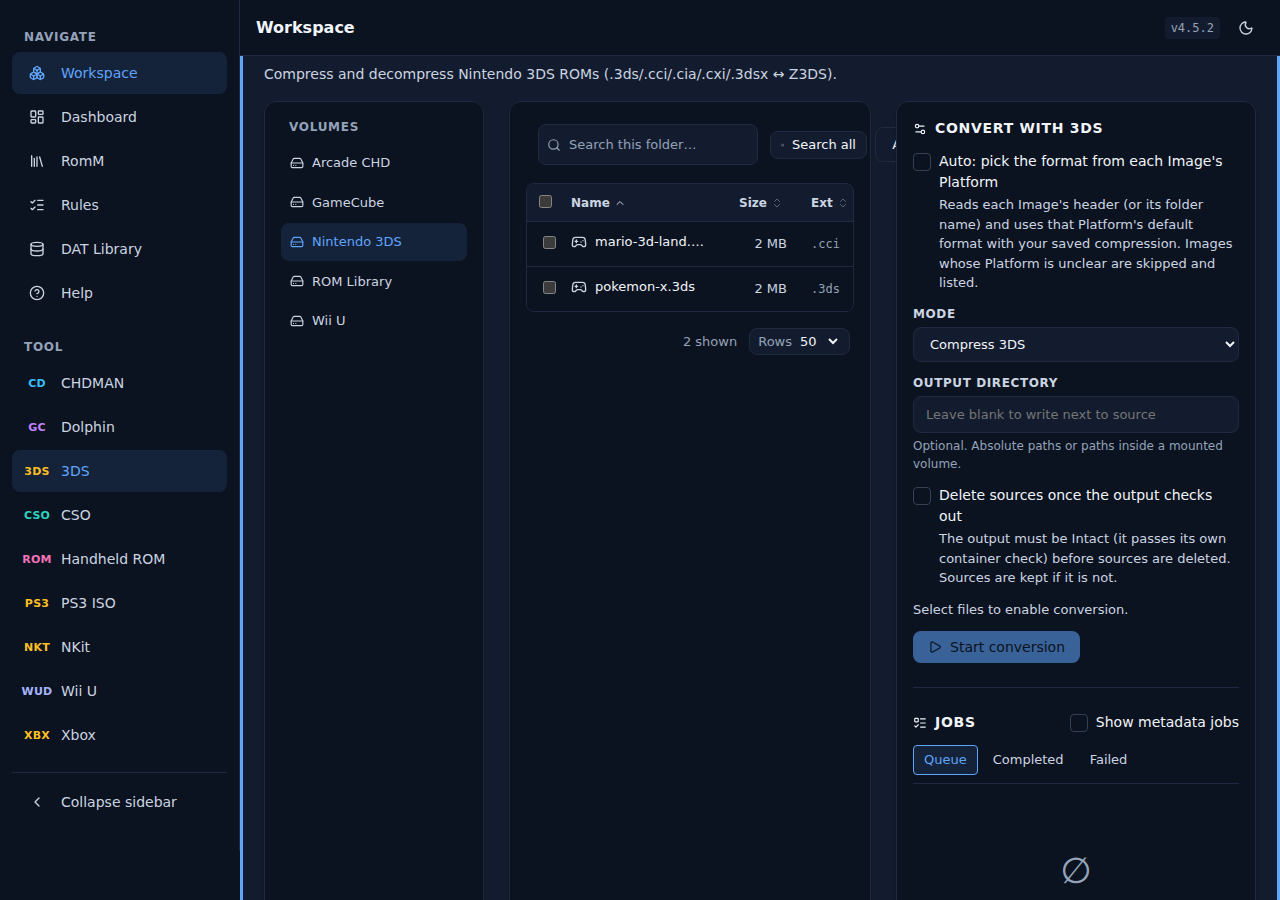 NAVIGATE
Workspace
Dashboard
RomM
Rules
DAT Library
Help
TOOL
CD CHDMAN
GC Dolphin
3DS 3DS
CSO CSO
ROM Handheld ROM
PS3 PS3 ISO
NKT NKit
WUD Wii U
XBX Xbox
Collapse sidebar
Workspace
v4.5.2
Compress and decompress Nintendo 3DS ROMs (.3ds/.cci/.cia/.cxi/.3dsx ↔ Z3DS).
VOLUMES
Arcade CHD
GameCube
Nintendo 3DS
ROM Library
Wii U
Search this folder…
Search all
Name Size Ext
mario-3d-land.... 2 MB .cci
pokemon-x.3ds 2 MB .3ds
2 shown Rows 50
CONVERT WITH 3DS
Auto: pick the format from each Image's
Platform
Reads each Image's header (or its folder
name) and uses that Platform's default
format with your saved compression. Images
whose Platform is unclear are skipped and
listed.
MODE
Compress 3DS
OUTPUT DIRECTORY
Leave blank to write next to source
Optional. Absolute paths or paths inside a mounted
volume.
Delete sources once the output checks
out
The output must be Intact (it passes its own
container check) before sources are deleted.
Sources are kept if it is not.
Select files to enable conversion.
Start conversion
JOBS
Show metadata jobs
Queue Completed Failed